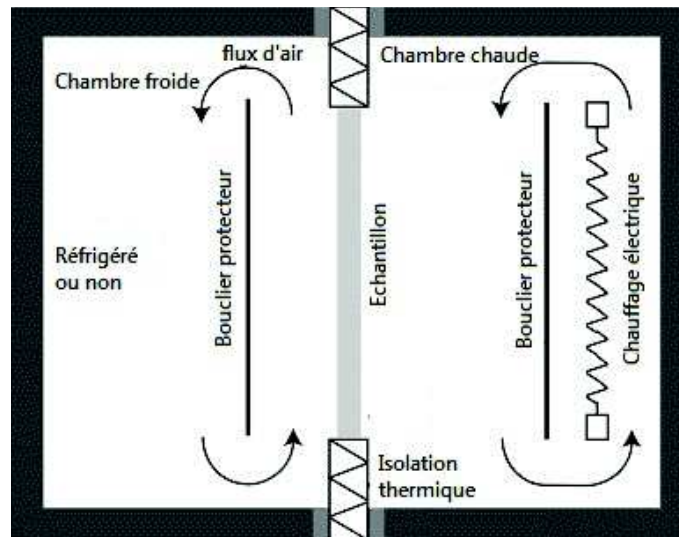 flux d'air
Chambre chaude
Chambre froide
Bouclier protecteur
Echantillon
Bouclier protecteur
Chauffage électrique
Réfrigéré
ou non
Isolation
thermique